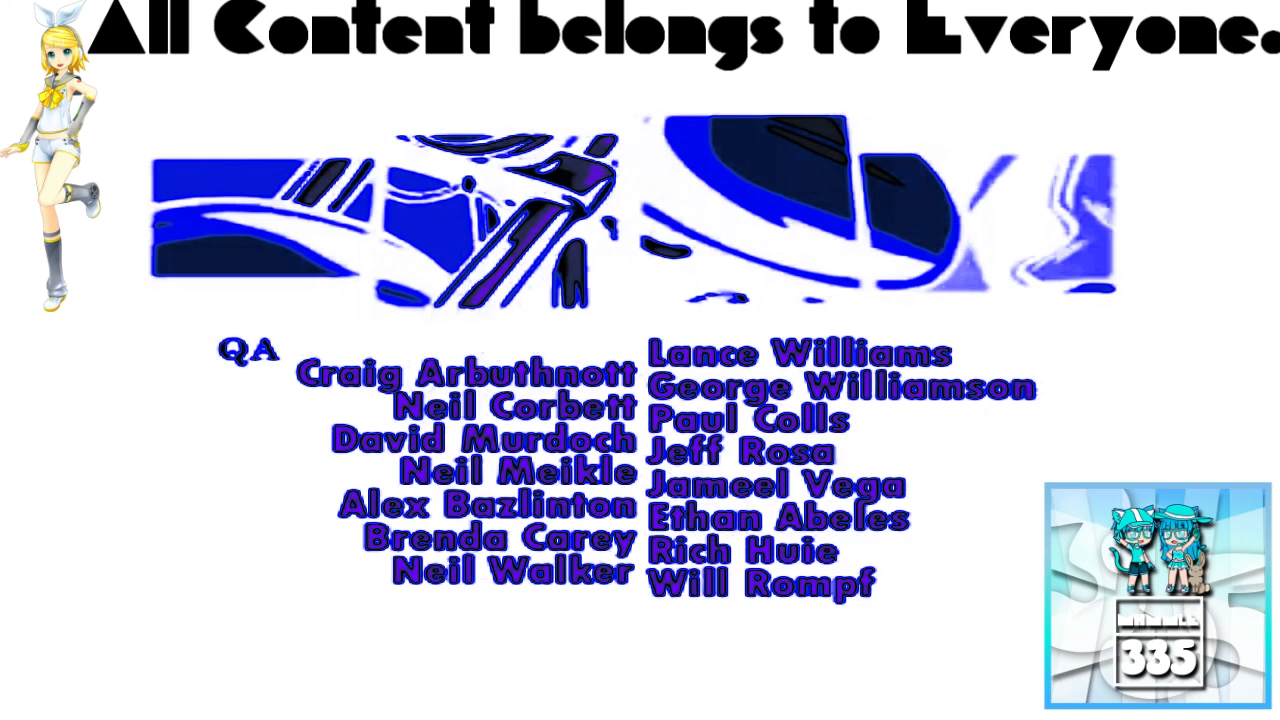 All Content belongs to Everyone.
QA
Craig Arbuthnott
Neil Corbett
David Murdoch
Neil Meikle
Alex Bazlinton
Brenda Carey
Neil Walker
Lance Williams
George Williamson
Paul Colls
Jeff Rosa
Jameel Vega
Ethan Abeles
Rich Huie
Will Rompf
335